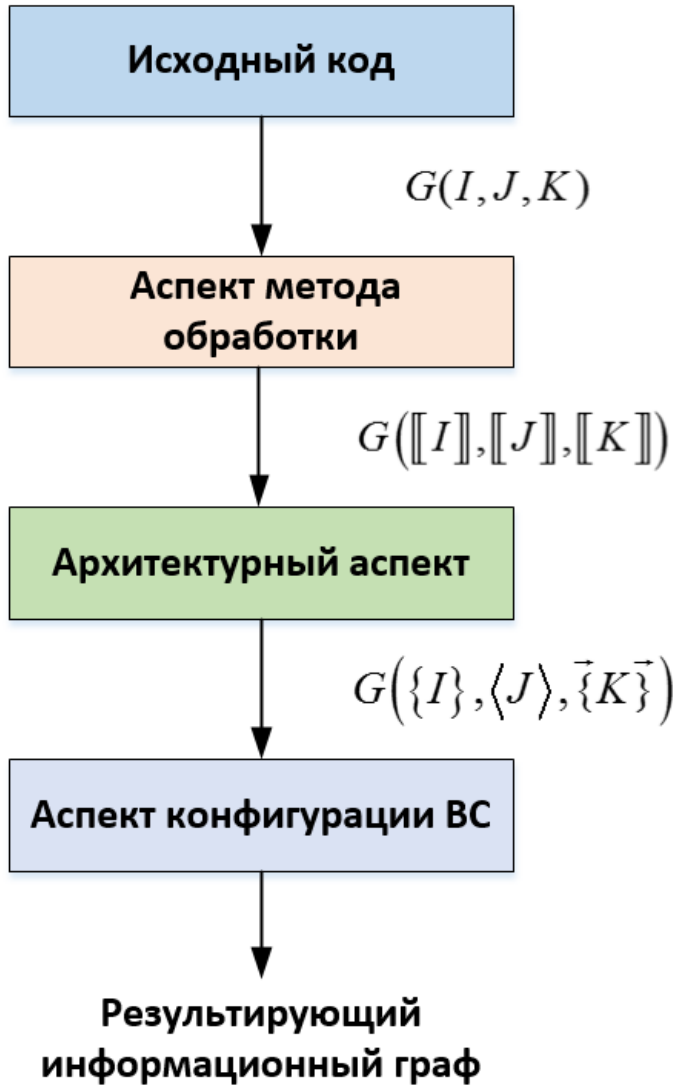 Исходный код
G(I, J, K)
Аспект метода
обработки
G(⟦I⟧,⟦J⟧,⟦K⟧)
Архитектурный аспект
G({I},⟨J⟩,{⃗K}⃗)
Аспект конфигурации ВС
Результирующий
информационный граф